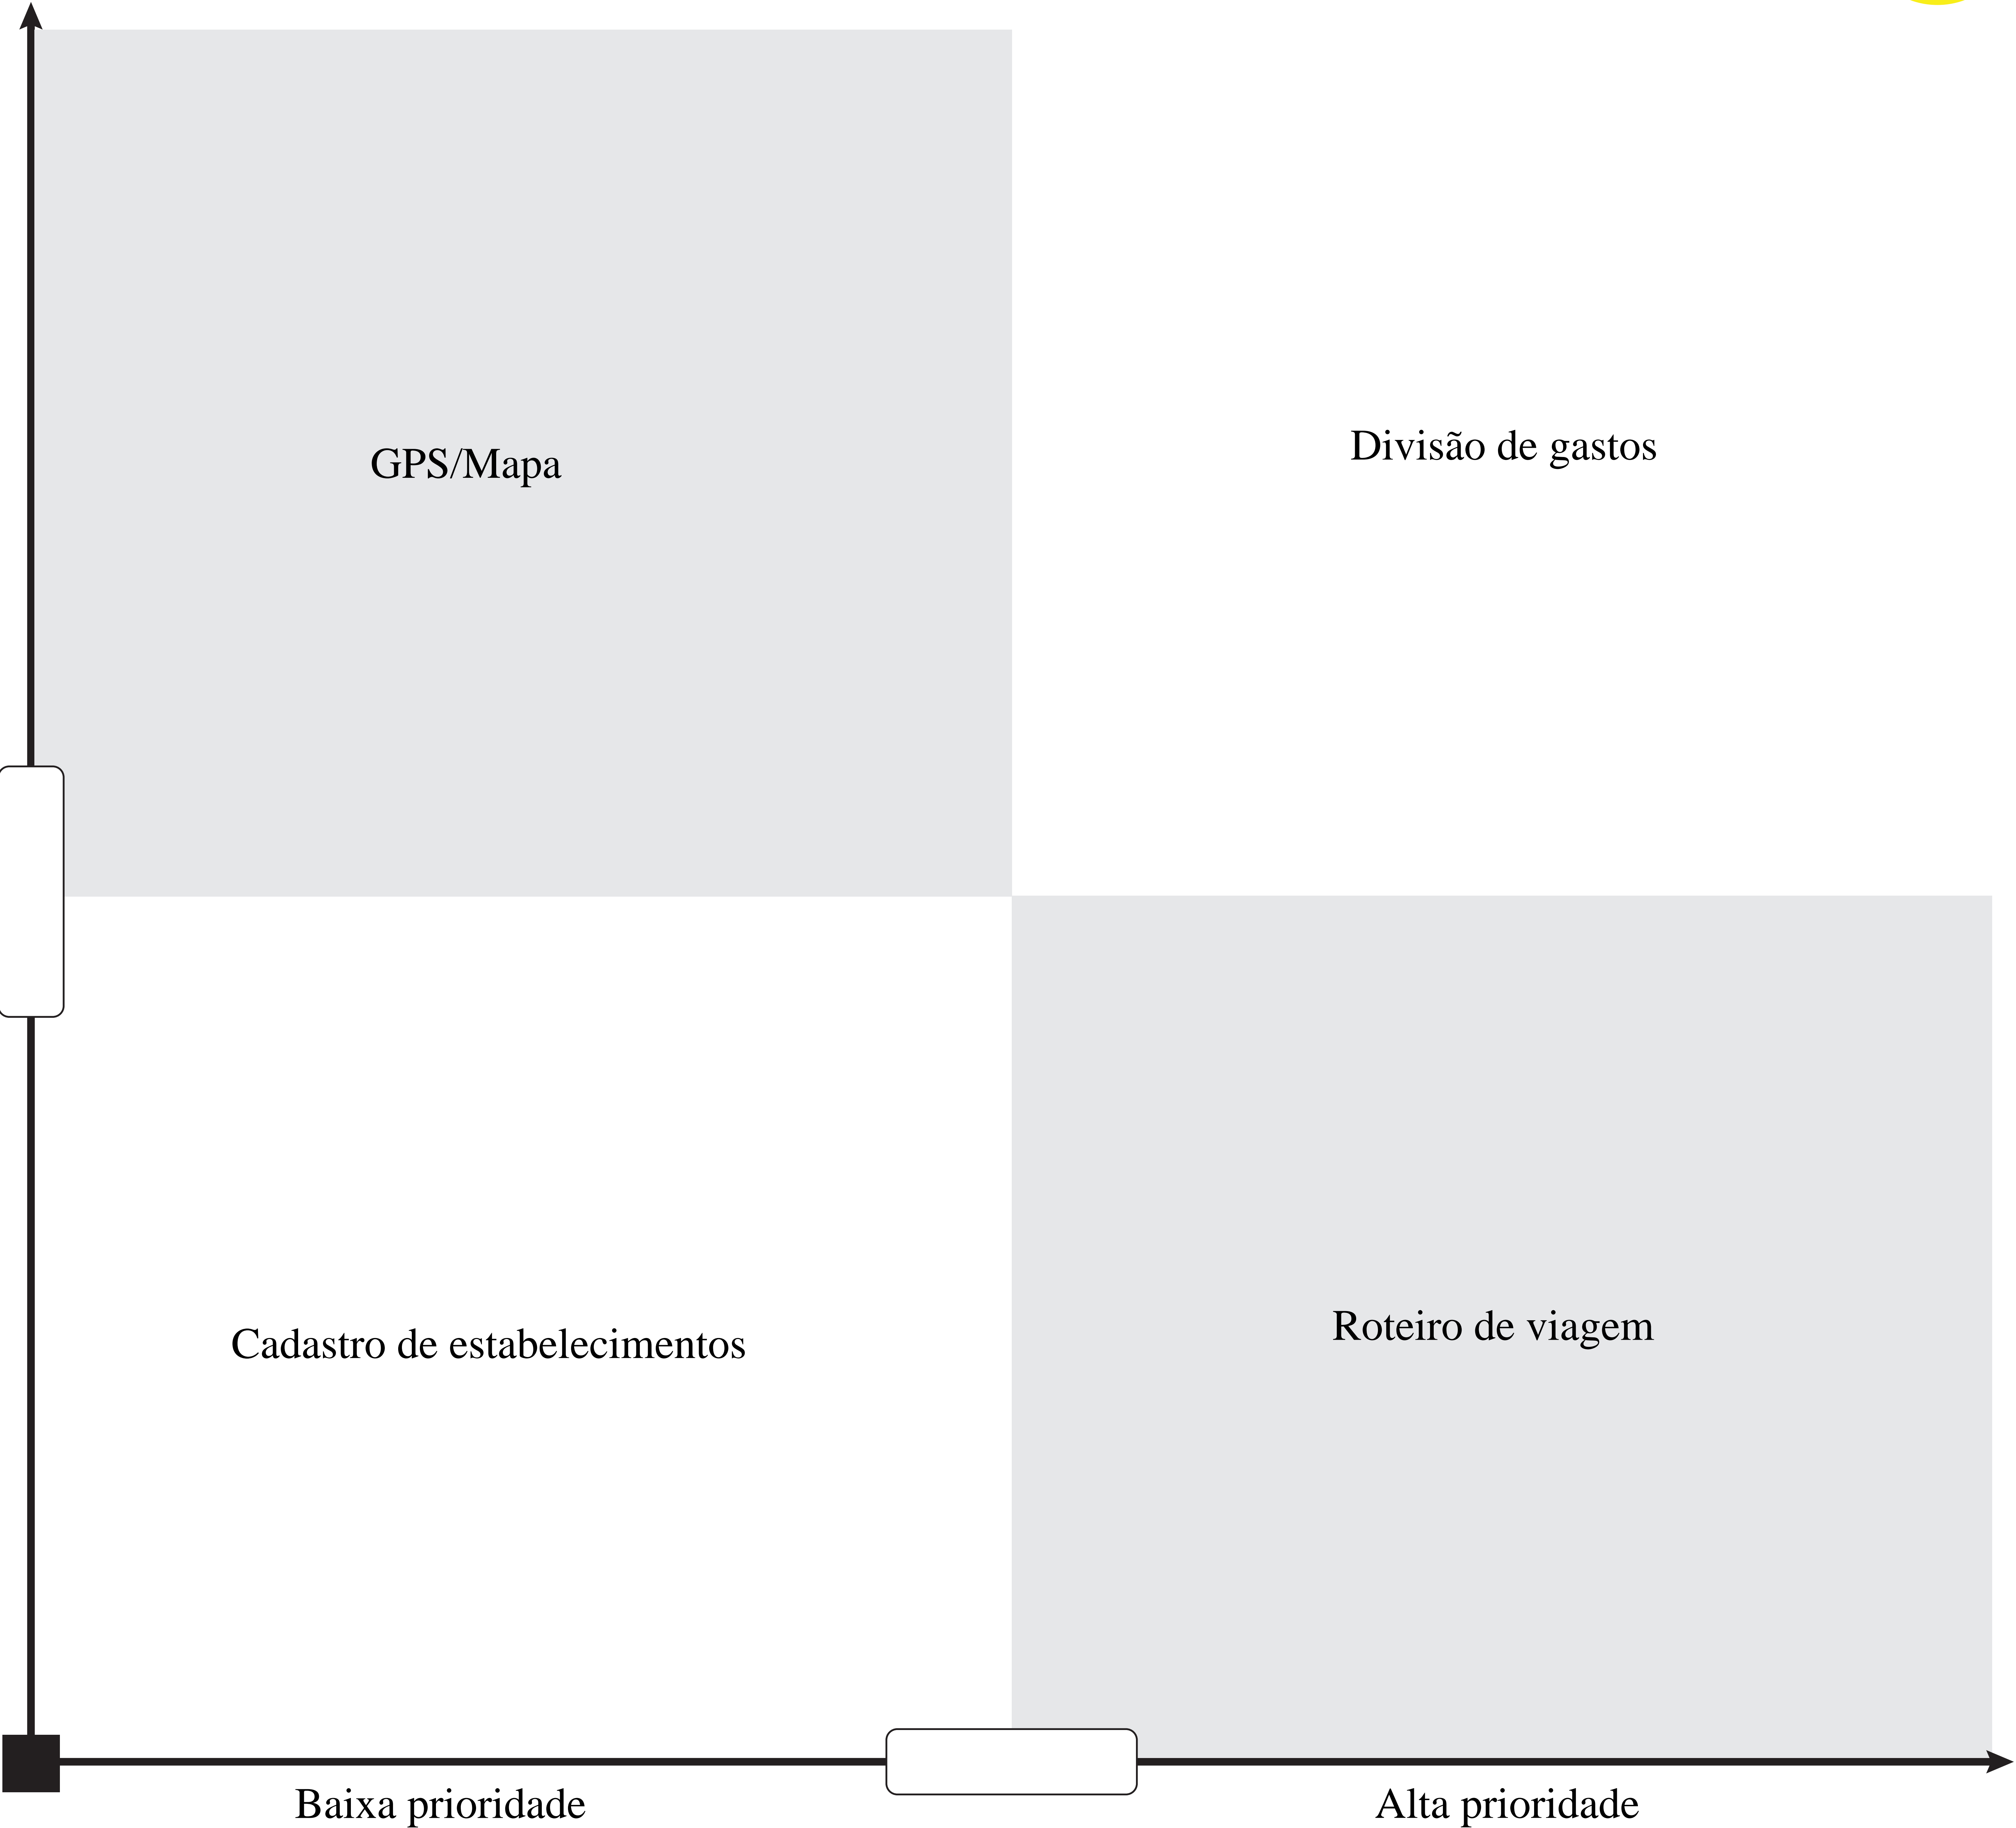 GPS/Mapa
Divisão de gastos
Cadastro de estabelecimentos
Roteiro de viagem
Baixa prioridade
Alta prioridade